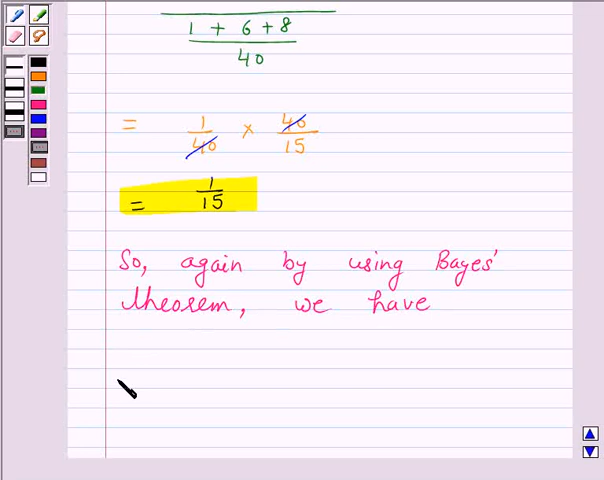 1 + 6 + 8
40
= 1/40 × 40/15
= 1/15
So, again by using Bayes'
theorem, we have